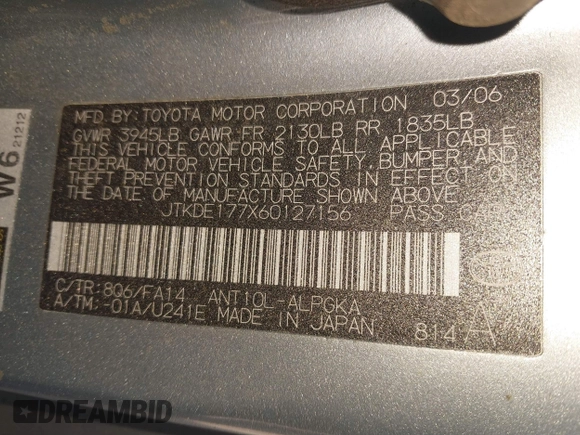 MFD. BY: TOYOTA MOTOR CORPORATION 03/06
GVWR 3945LB GAWR FR 2130LB RR 1835LB
THIS VEHICLE CONFORMS TO ALL APPLICABLE
FEDERAL MOTOR VEHICLE SAFETY, BUMPER, AND
THEFT PREVENTION STANDARDS IN EFFECT ON
THE DATE OF MANUFACTURE SHOWN ABOVE.
JTKDE177X60127156 PASS. CAR
C/TR: 8Q6/FA14 ANT10L-ALPGKA
A/TM: -01A/U241E MADE IN JAPAN
814 A
W6
21212
DREAMBID